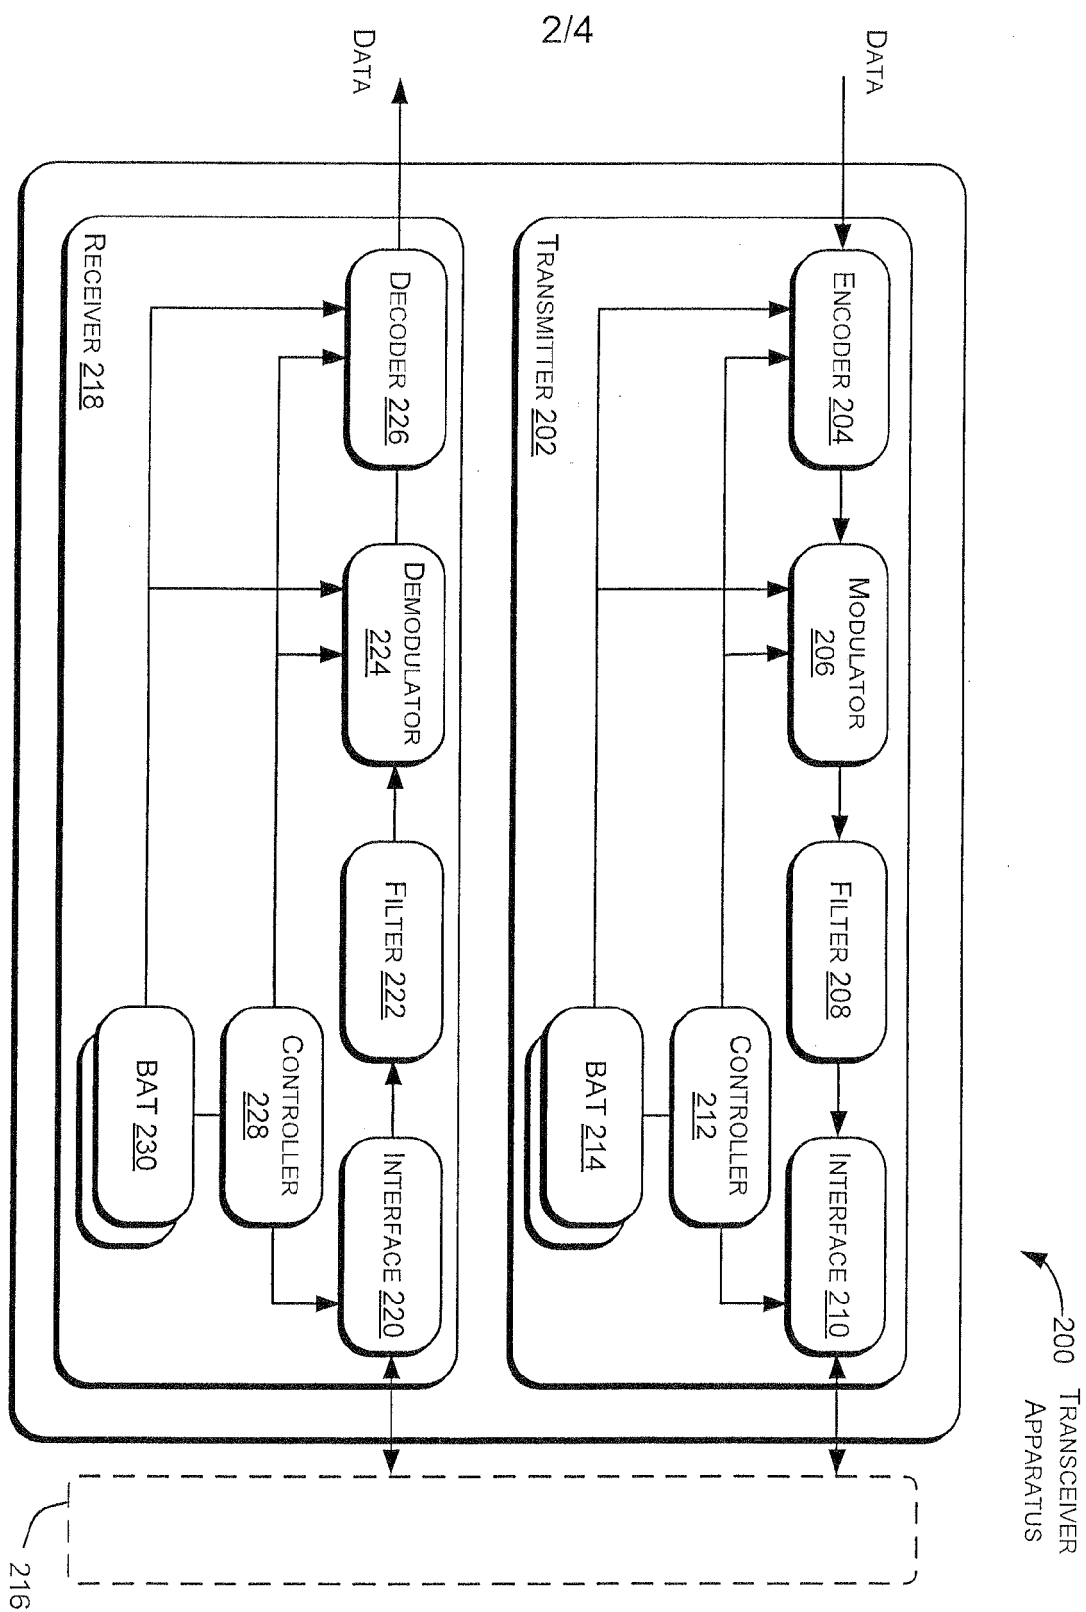 2/4
200 TRANSCEIVER
APPARATUS
DATA
ENCODER 204
MODULATOR
206
FILTER 208
INTERFACE 210
CONTROLLER
212
BAT 214
TRANSMITTER 202
DATA
DECODER 226
DEMODULATOR
224
FILTER 222
INTERFACE 220
CONTROLLER
228
BAT 230
RECEIVER 218
216